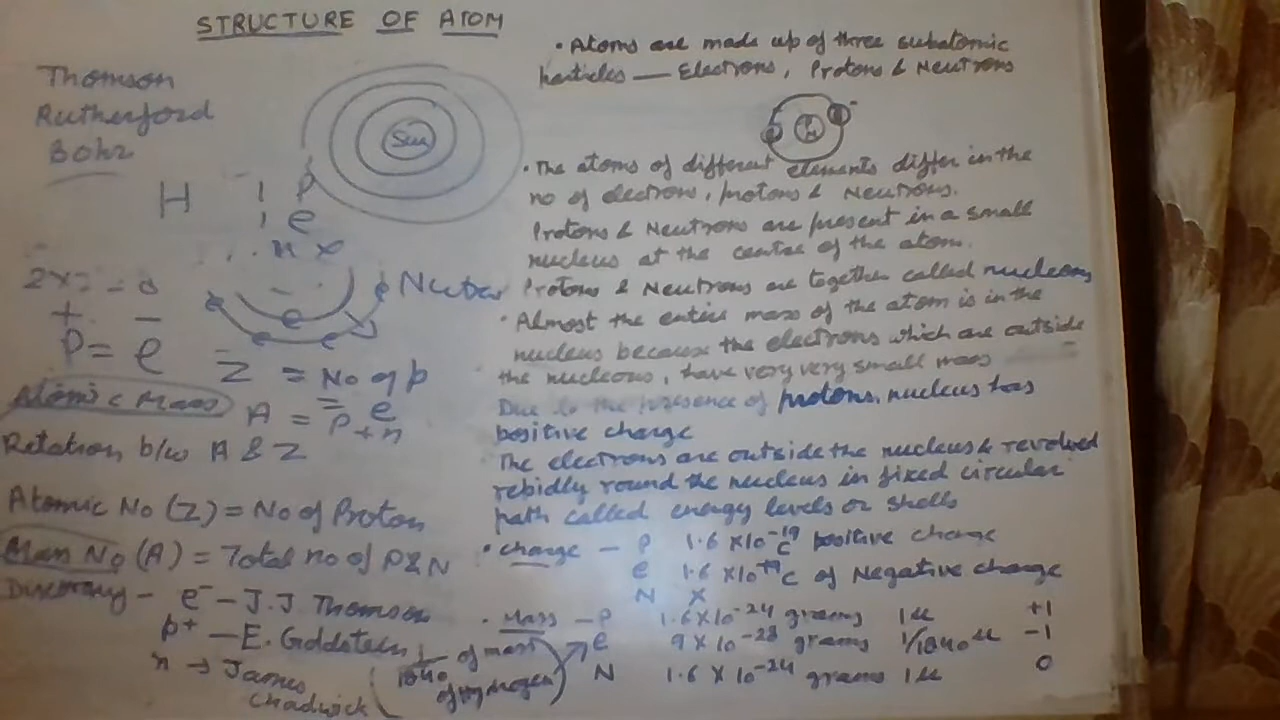 STRUCTURE OF ATOM
Thomson
Rutherford
Bohr
Sun
H 1 P
1 e
n x
+ -
P = e
e
e e
Z = No of p
= e
Atomic Mass
A = P + n
Relation b/w A & Z
Atomic No (Z) = No of Proton
Mass No (A) = Total no of P & N
Discovery - e⁻ - J.J Thomson
p⁺ - E. Goldstein
n → James
Chadwick
( 1/1840 of mass
of Hydrogen )
• Atoms are made up of three subatomic
particles — Electrons, Protons & Neutrons
• The atoms of different elements differ in the
no of electrons, protons & Neutrons.
Protons & Neutrons are present in a small
nucleus at the centre of the atom.
Protons & Neutrons are together called nucleons
• Almost the entire mass of the atom is in the
nucleus because the electrons which are outside
the nucleous, have very very small mass
Due to the presence of protons, nucleus has
positive charge
The electrons are outside the nucleus & revolved
rebidly round the nucleus in fixed circular
path called energy levels or shells
• Charge - P 1.6 × 10⁻¹⁹ C positive charge
e 1.6 × 10⁻¹⁹ C of Negative charge
N X
• Mass - P 1.6 × 10⁻²⁴ grams 1u +1
e 9 × 10⁻²⁸ grams 1/1840 u -1
N 1.6 × 10⁻²⁴ grams 1u 0